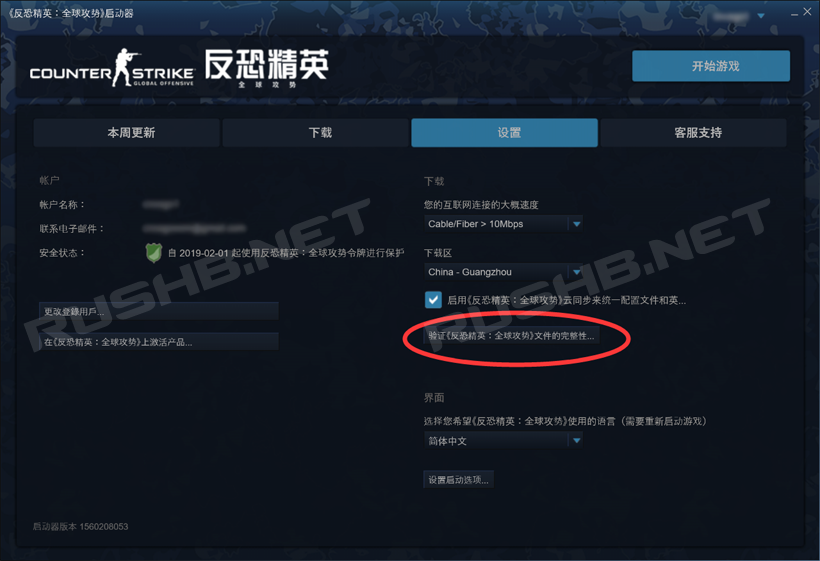 《反恐精英：全球攻势》启动器
COUNTER STRIKE
GLOBAL OFFENSIVE
反恐精英
全球攻势
开始游戏
本周更新
下载
设置
客服支持
帐户
帐户名称：
联系电子邮件：
安全状态：
自 2019-02-01 起使用反恐精英：全球攻势令牌进行保护
更改登錄用戶...
在《反恐精英：全球攻势》上激活产品...
下载
您的互联网连接的大概速度
Cable/Fiber > 10Mbps
下载区
China - Guangzhou
启用《反恐精英：全球攻势》云同步来统一配置文件和英...
验证《反恐精英：全球攻势》文件的完整性...
界面
选择您希望《反恐精英：全球攻势》使用的语言（需要重新启动游戏）
简体中文
设置启动选项...
启动器版本 1560208053
RUSHB.NET
RUSHB.NET